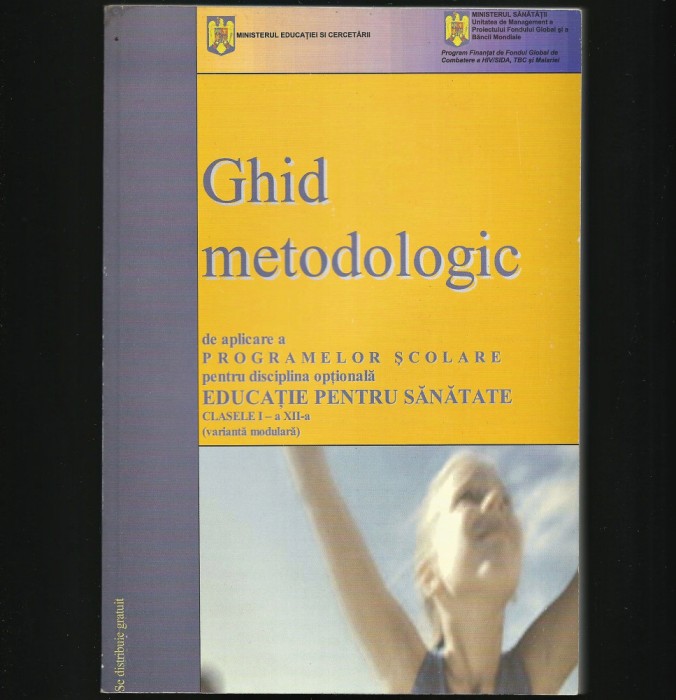 MINISTERUL EDUCAŢIEI SI CERCETĂRII
MINISTERUL SĂNĂTĂŢII
Unitatea de Management a
Proiectului Fondului Global şi a
Băncii Mondiale
Program Finanţat de Fondul Global de
Combatere a HIV/SIDA, TBC şi Malariei
Ghid
metodologic
de aplicare a
PROGRAMELOR ŞCOLARE
pentru disciplina opţională
EDUCAŢIE PENTRU SĂNĂTATE
CLASELE I – a XII-a
(variantă modulară)
Se distribuie gratuit